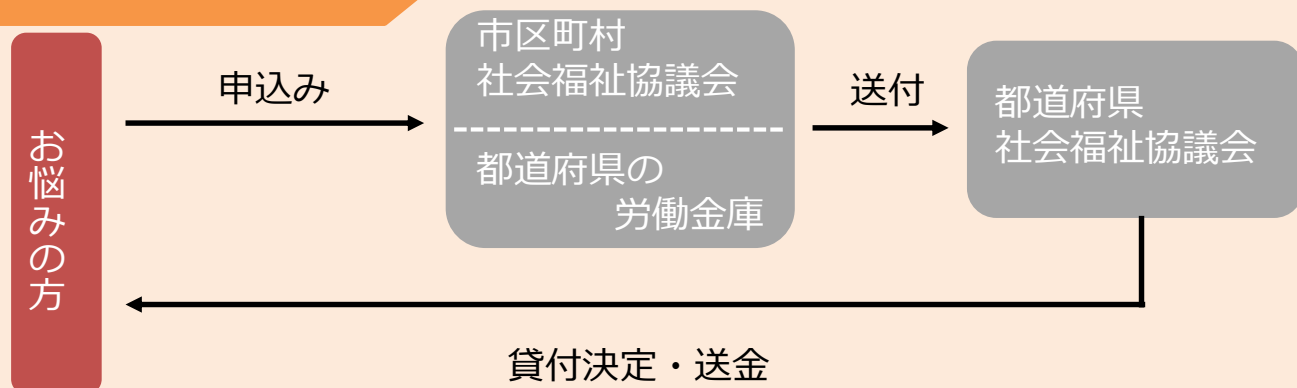 お悩みの方
申込み
市区町村
社会福祉協議会
都道府県の
労働金庫
送付
都道府県
社会福祉協議会
貸付決定・送金